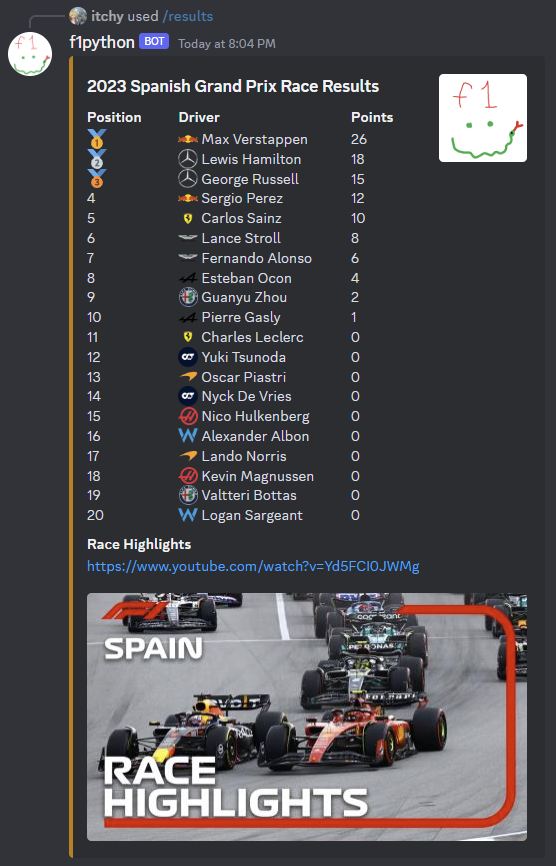 itchy used /results
f1python BOT Today at 8:04 PM
2023 Spanish Grand Prix Race Results
f1
Position Driver Points
1 Max Verstappen 26
2 Lewis Hamilton 18
3 George Russell 15
4 Sergio Perez 12
5 Carlos Sainz 10
6 Lance Stroll 8
7 Fernando Alonso 6
8 Esteban Ocon 4
9 Guanyu Zhou 2
10 Pierre Gasly 1
11 Charles Leclerc 0
12 Yuki Tsunoda 0
13 Oscar Piastri 0
14 Nyck De Vries 0
15 Nico Hulkenberg 0
16 Alexander Albon 0
17 Lando Norris 0
18 Kevin Magnussen 0
19 Valtteri Bottas 0
20 Logan Sargeant 0
Race Highlights
https://www.youtube.com/watch?v=Yd5FCI0JWMg
F1
SPAIN
PETRONAS
RACE
HIGHLIGHTS